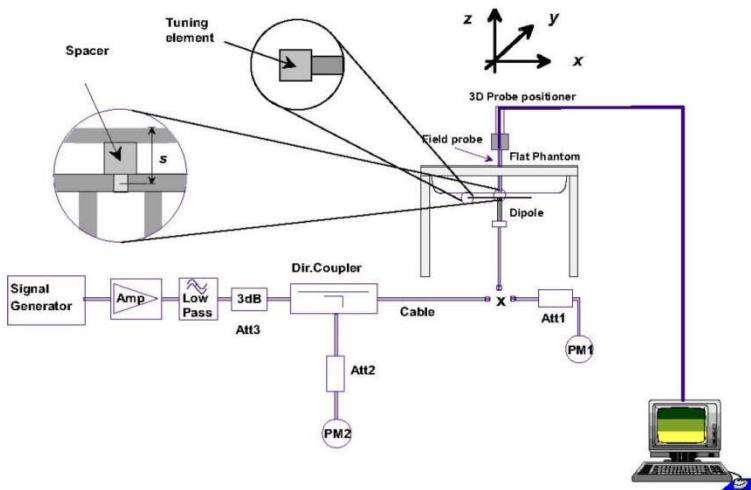 Tuning
element
Spacer
s
z
y
x
3D Probe positioner
Field probe
Flat Phantom
Dipole
Dir.Coupler
Signal
Generator
Amp
Low
Pass
3dB
Att3
Cable
x
Att1
PM1
Att2
PM2